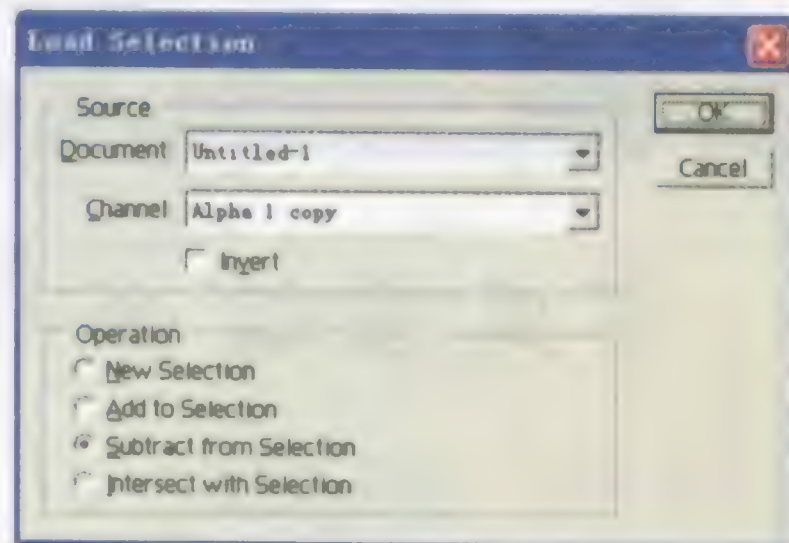 Load Selection
Source
Document Untitled-1
Channel Alpha 1 copy
Invert
Operation
New Selection
Add to Selection
Subtract from Selection
Intersect with Selection
OK
Cancel